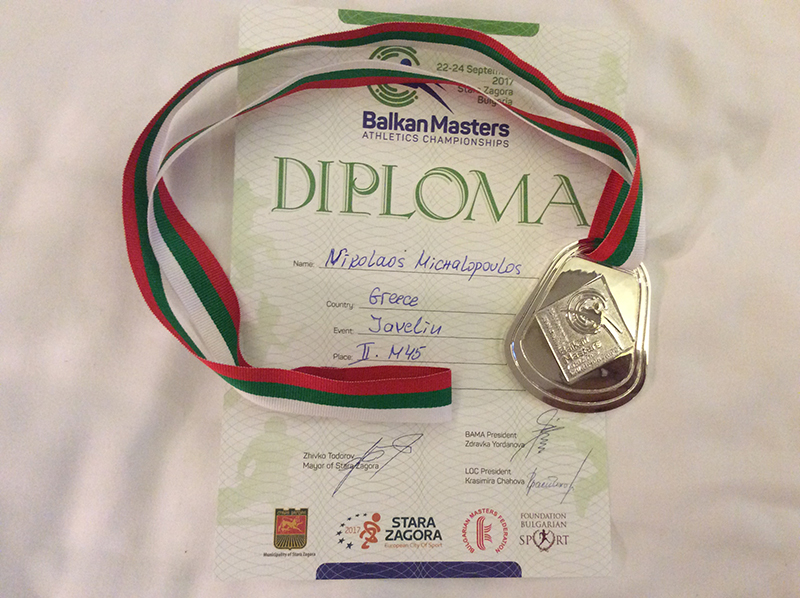 22-24 September
2017
Stara Zagora
Bulgaria
Balkan Masters
ATHLETICS CHAMPIONSHIPS
DIPLOMA
Name: Nikolaos Michalopoulos
Country: Greece
Event: Javelin
Place: II. M45
BAMA President
Zdravka Yordanova
Zhivko Todorov
Mayor of Stara Zagora
LOC President
Krasimira Chahova
Municipality of Stara Zagora
2017
STARA
ZAGORA
European City Of Sport
BULGARIAN MASTERS FEDERATION
FOUNDATION
BULGARIAN
SPORT